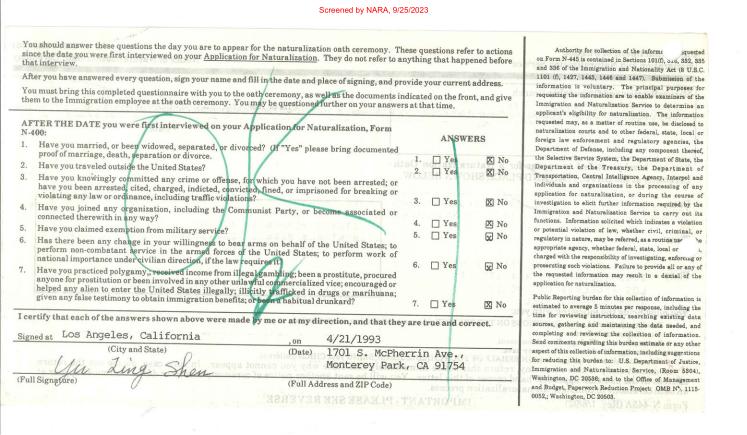 Screened by NARA, 9/25/2023
You should answer these questions the day you are to appear for the naturalization oath ceremony. These questions refer to actions
since the date you were first interviewed on your Application for Naturalization. They do not refer to anything that happened before
that interview.
After you have answered every question, sign your name and fill in the date and place of signing, and provide your current address.
You must bring this completed questionnaire with you to the oath ceremony, as well as the documents indicated on the front, and give
them to the Immigration employee at the oath ceremony. You may be questioned further on your answers at that time.
AFTER THE DATE you were first interviewed on your Application for Naturalization, Form
N-400:
ANSWERS
1. Have you married, or been widowed, separated, or divorced? (If "Yes" please bring documented
proof of marriage, death, separation or divorce.
1. ☐ Yes ☒ No
2. Have you traveled outside the United States?
2. ☐ Yes ☒ No
3. Have you knowingly committed any crime or offense, for which you have not been arrested; or
have you been arrested, cited, charged, indicted, convicted, fined, or imprisoned for breaking or
violating any law or ordinance, including traffic violations?
3. ☐ Yes ☒ No
4. Have you joined any organization, including the Communist Party, or become associated or
connected therewith in any way?
4. ☐ Yes ☒ No
5. Have you claimed exemption from military service?
5. ☐ Yes ☒ No
6. Has there been any change in your willingness to bear arms on behalf of the United States; to
perform non-combatant service in the armed forces of the United States; to perform work of
national importance under civilian direction, if the law requires it?
6. ☐ Yes ☒ No
7. Have you practiced polygamy, received income from illegal gambling; been a prostitute, procured
anyone for prostitution or been involved in any other unlawful commercialized vice; encouraged or
helped any alien to enter the United States illegally; illicitly trafficked in drugs or marihuana;
given any false testimony to obtain immigration benefits; or been a habitual drunkard?
7. ☐ Yes ☒ No
I certify that each of the answers shown above were made by me or at my direction, and that they are true and correct.
Signed at Los Angeles, California , on 4/21/1993
(City and State) (Date)
Yu Ling Shen
1701 S. McPherrin Ave.,
Monterey Park, CA 91754
(Full Signature) (Full Address and ZIP Code)
Authority for collection of the informa quested
on Form N-445 is contained in Sections 101(f), 332, 335
and 336 of the Immigration and Nationality Act (8 U.S.C.
1101 (f), 1427, 1443, 1446 and 1447). Submission of the
information is voluntary. The principal purposes for
requesting the information are to enable examiners of the
Immigration and Naturalization Service to determine an
applicant's eligibility for naturalization. The information
requested may, as a matter of routine use, be disclosed to
naturalization courts and to other federal, state, local or
foreign law enforcement and regulatory agencies, the
Department of Defense, including any component thereof,
the Selective Service System, the Department of State, the
Department of the Treasury, the Department of
Transportation, Central Intelligence Agency, Interpol and
individuals and organizations in the processing of any
application for naturalization, or during the course of
investigation to elicit further information required by the
Immigration and Naturalization Service to carry out its
functions. Information solicited which indicates a violation
or potential violation of law, whether civil, criminal, or
regulatory in nature, may be referred, as a routine use
appropriate agency, whether federal, state, local or
charged with the responsibility of investigating, enforcing or
prosecuting such violations. Failure to provide all or any of
the requested information may result in a denial of the
application for naturalization.
Public Reporting burden for this collection of information is
estimated to average 5 minutes per response, including the
time for reviewing instructions, searching existing data
sources, gathering and maintaining the data needed, and
completing and reviewing the collection of information.
Send comments regarding this burden estimate or any other
aspect of this collection of information, including suggestions
for reducing this burden to: U.S. Department of Justice,
Immigration and Naturalization Service, (Room 5304),
Washington, DC 20536; and to the Office of Management
and Budget, Paperwork Reduction Project: OMB No. 1115-
0052,; Washington, DC 20503.